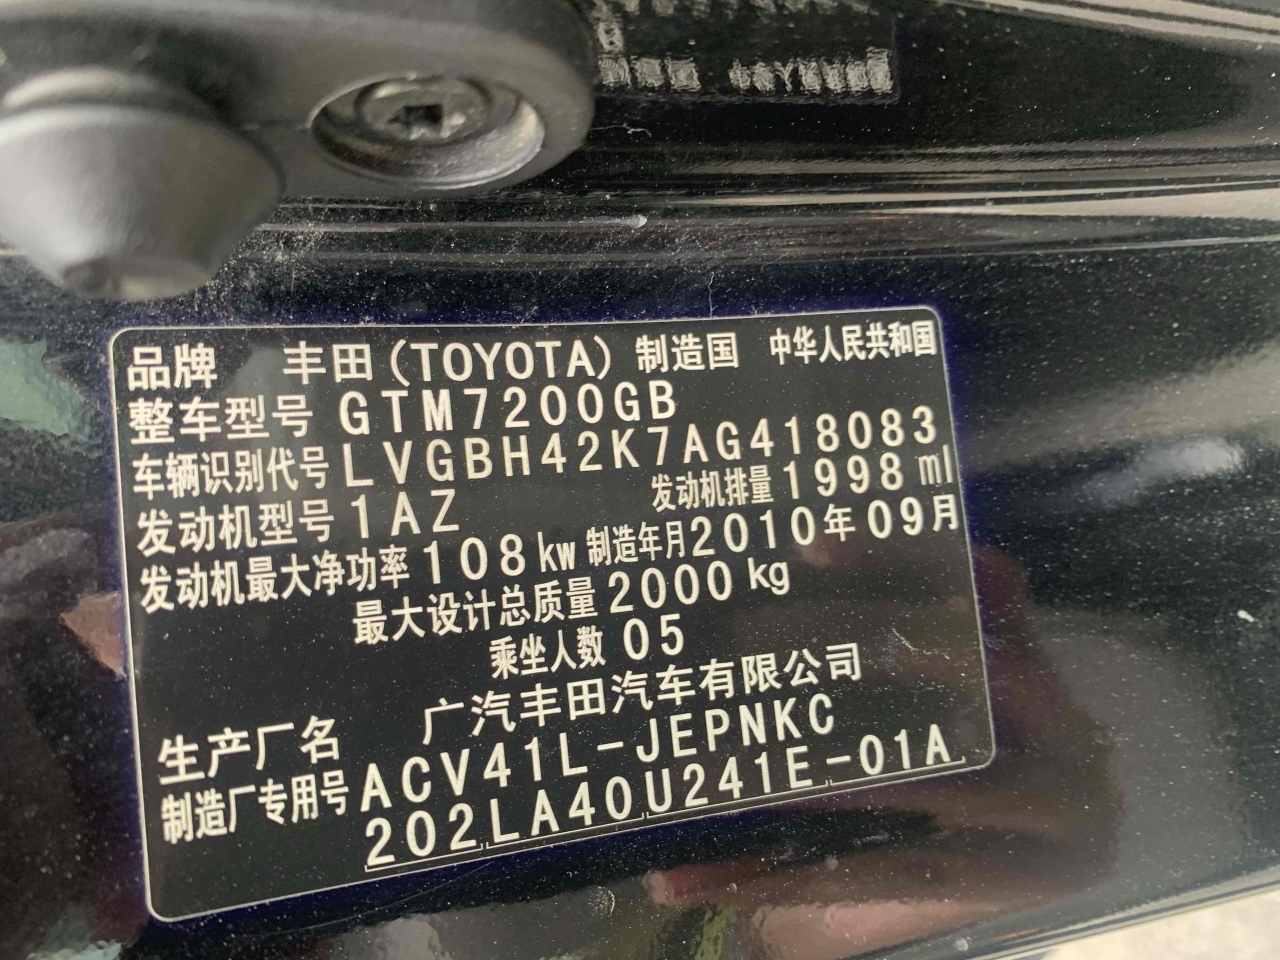 品牌 丰田(TOYOTA) 制造国 中华人民共和国
整车型号 GTM7200GB
车辆识别代号 LVGBH42K7AG418083
发动机型号 1AZ 发动机排量 1998 ml
发动机最大净功率 108 kw 制造年月 2010年 09月
最大设计总质量 2000 kg
乘坐人数 05
生产厂名 广汽丰田汽车有限公司
制造厂专用号 ACV41L-JEPNKC
202LA40U241E-01A